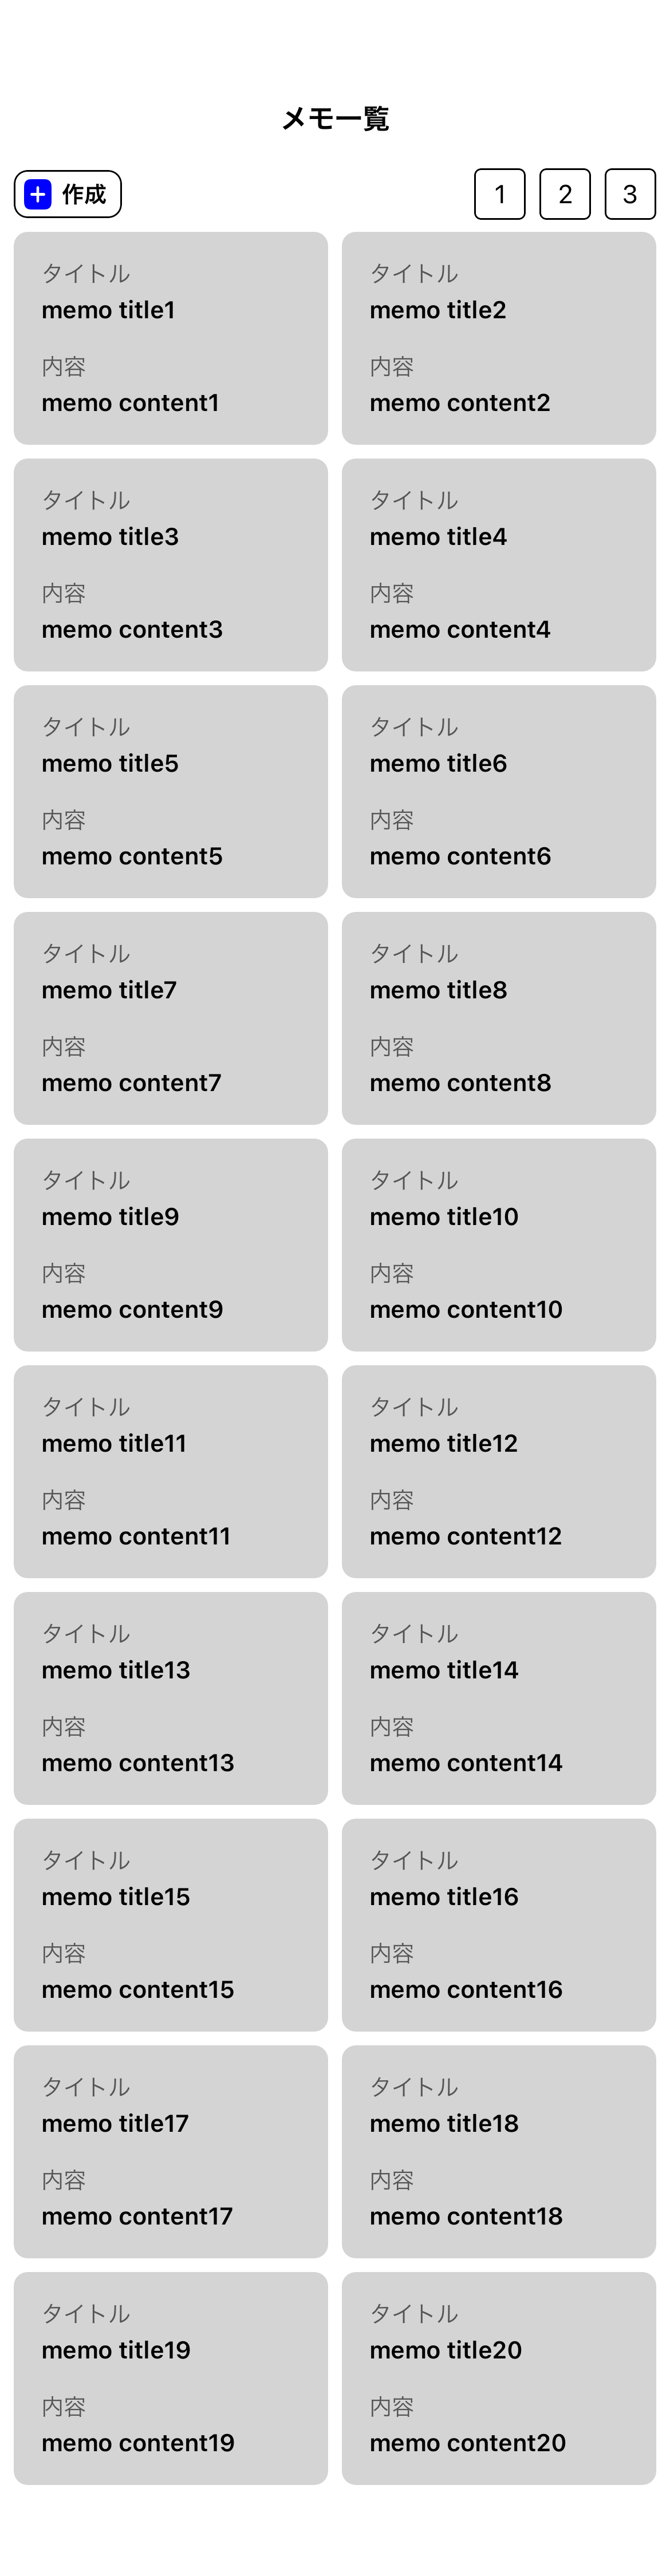 メモ一覧
作成
1 2 3
タイトル
memo title1
内容
memo content1
タイトル
memo title2
内容
memo content2
タイトル
memo title3
内容
memo content3
タイトル
memo title4
内容
memo content4
タイトル
memo title5
内容
memo content5
タイトル
memo title6
内容
memo content6
タイトル
memo title7
内容
memo content7
タイトル
memo title8
内容
memo content8
タイトル
memo title9
内容
memo content9
タイトル
memo title10
内容
memo content10
タイトル
memo title11
内容
memo content11
タイトル
memo title12
内容
memo content12
タイトル
memo title13
内容
memo content13
タイトル
memo title14
内容
memo content14
タイトル
memo title15
内容
memo content15
タイトル
memo title16
内容
memo content16
タイトル
memo title17
内容
memo content17
タイトル
memo title18
内容
memo content18
タイトル
memo title19
内容
memo content19
タイトル
memo title20
内容
memo content20